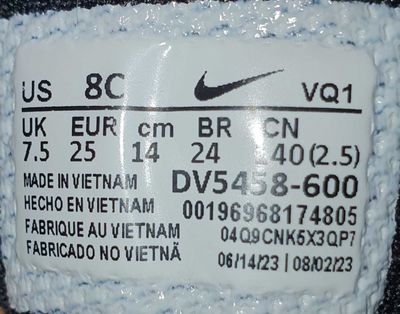 US 8C VQ1
UK EUR cm BR CN
7.5 25 14 24 140(2.5)
MADE IN VIETNAM DV5458-600
HECHO EN VIETNAM 00196968174805
FABRIQUE AU VIETNAM 04Q9CNK5X3QP7
FABRICADO NO VIETNÃ 06/14/23 | 08/02/23